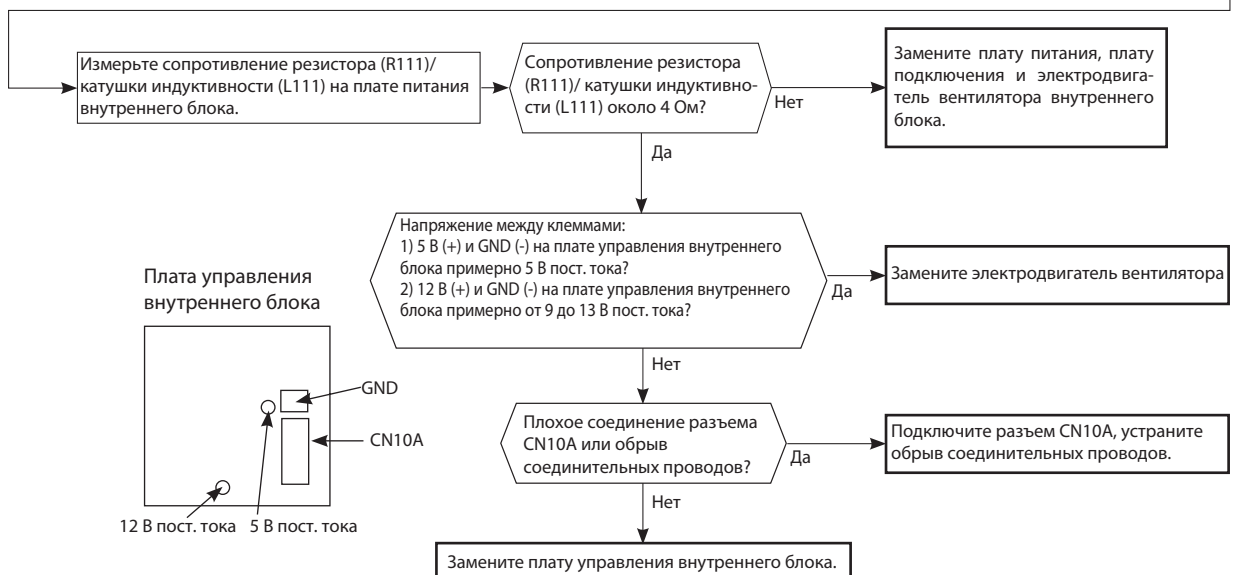 Измерьте сопротивление резистора (R111)/
катушки индуктивности (L111) на плате питания
внутреннего блока.
Сопротивление резистора
(R111)/ катушки индуктивно-
сти (L111) около 4 Ом?
Нет
Замените плату питания, плату
подключения и электродвига-
тель вентилятора внутреннего
блока.
Да
Напряжение между клеммами:
1) 5 В (+) и GND (-) на плате управления внутреннего
блока примерно 5 В пост. тока?
2) 12 В (+) и GND (-) на плате управления внутреннего
блока примерно от 9 до 13 В пост. тока?
Да
Замените электродвигатель вентилятора
Нет
Плата управления
внутреннего блока
GND
CN10A
12 В пост. тока
5 В пост. тока
Плохое соединение разъема
CN10A или обрыв
соединительных проводов?
Да
Подключите разъем CN10A, устраните
обрыв соединительных проводов.
Нет
Замените плату управления внутреннего блока.